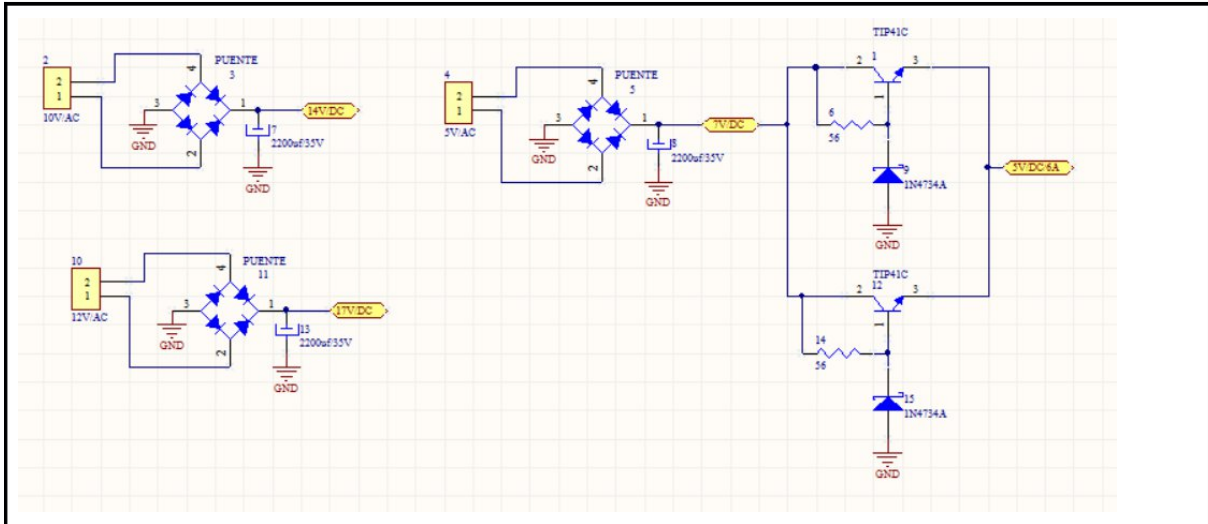 2
2
1
10V/AC
PUENTE
3
4
3
1
2
GND
14V/DC
7
2200uf/35V
GND
4
2
1
5V/AC
PUENTE
5
4
3
1
2
GND
7V/DC
8
2200uf/35V
GND
TIP41C
1
2
3
1
6
56
9
1N4734A
GND
5V/DC/6A
10
2
1
12V/AC
PUENTE
11
4
3
1
2
GND
17V/DC
13
2200uf/35V
GND
TIP41C
12
2
3
1
14
56
15
1N4734A
GND